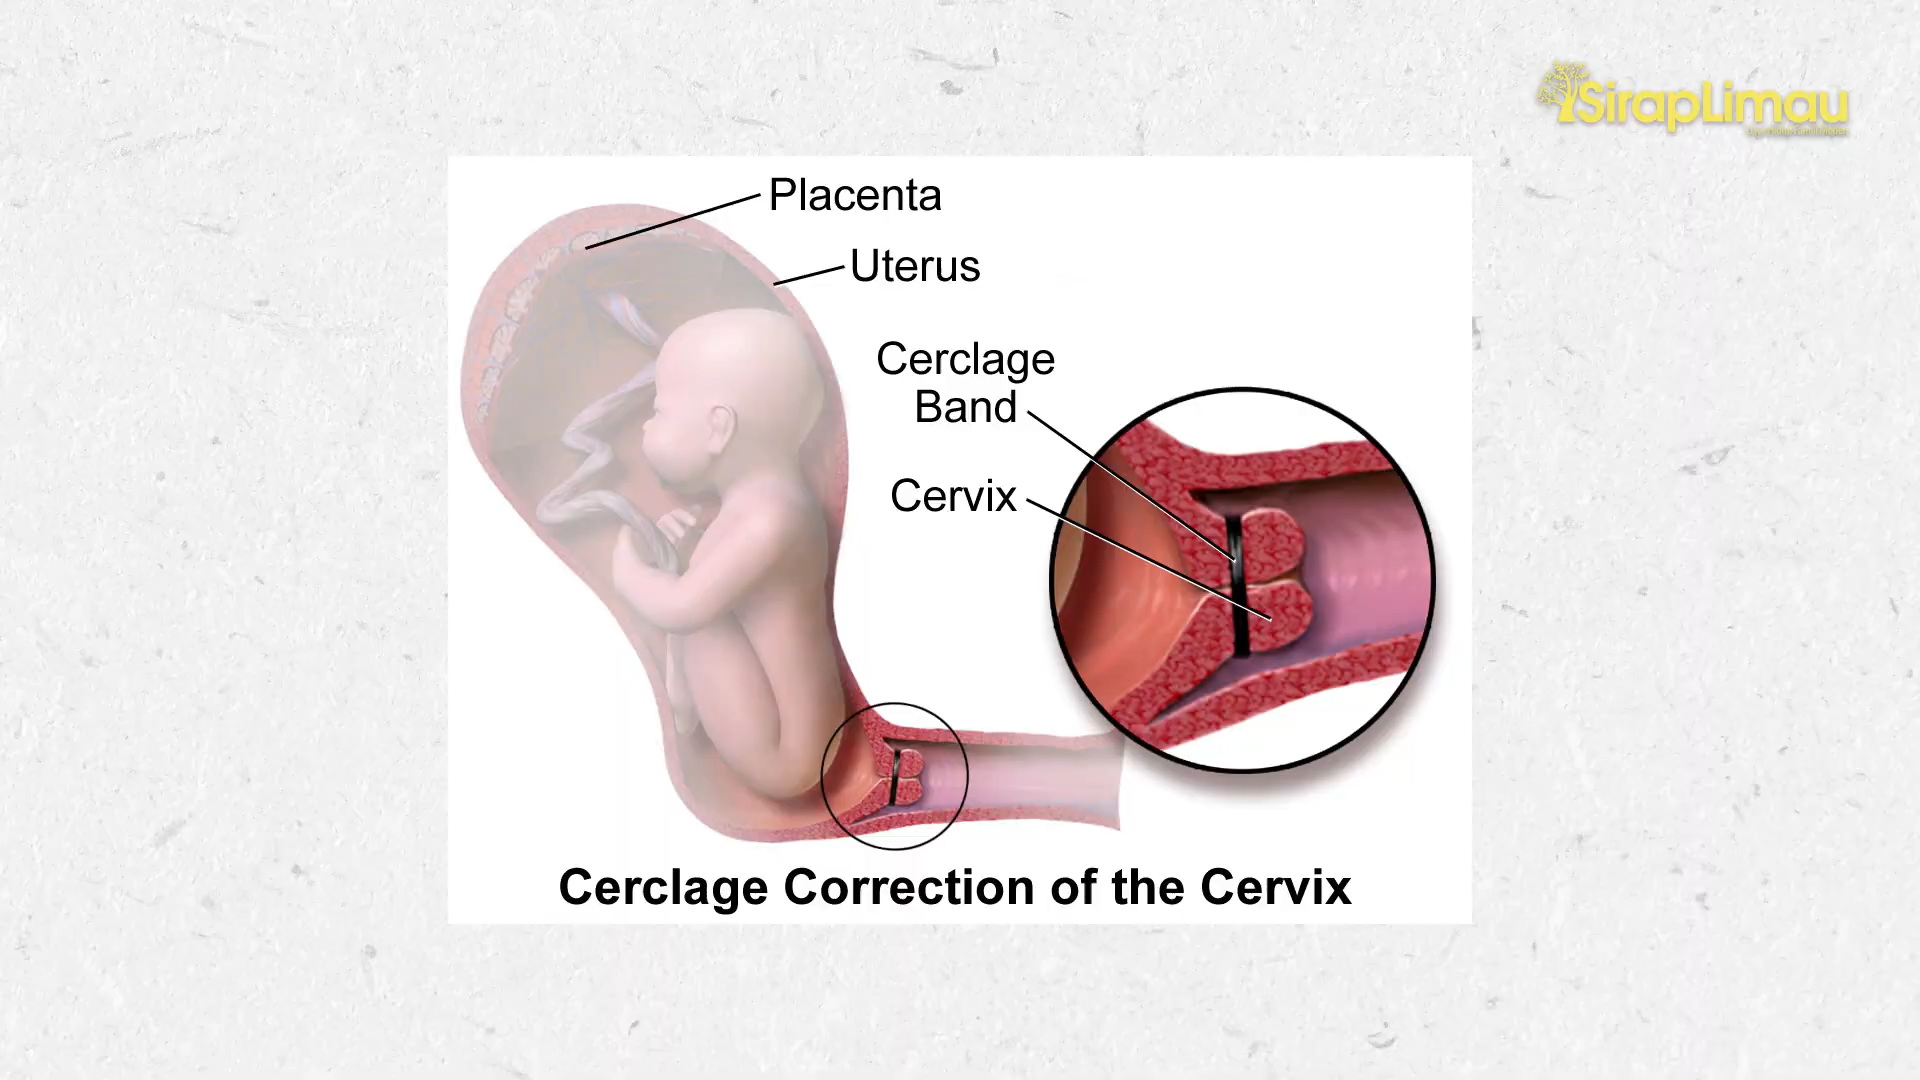 SirapLimau
Placenta
Uterus
Cerclage
Band
Cervix
Cerclage Correction of the Cervix